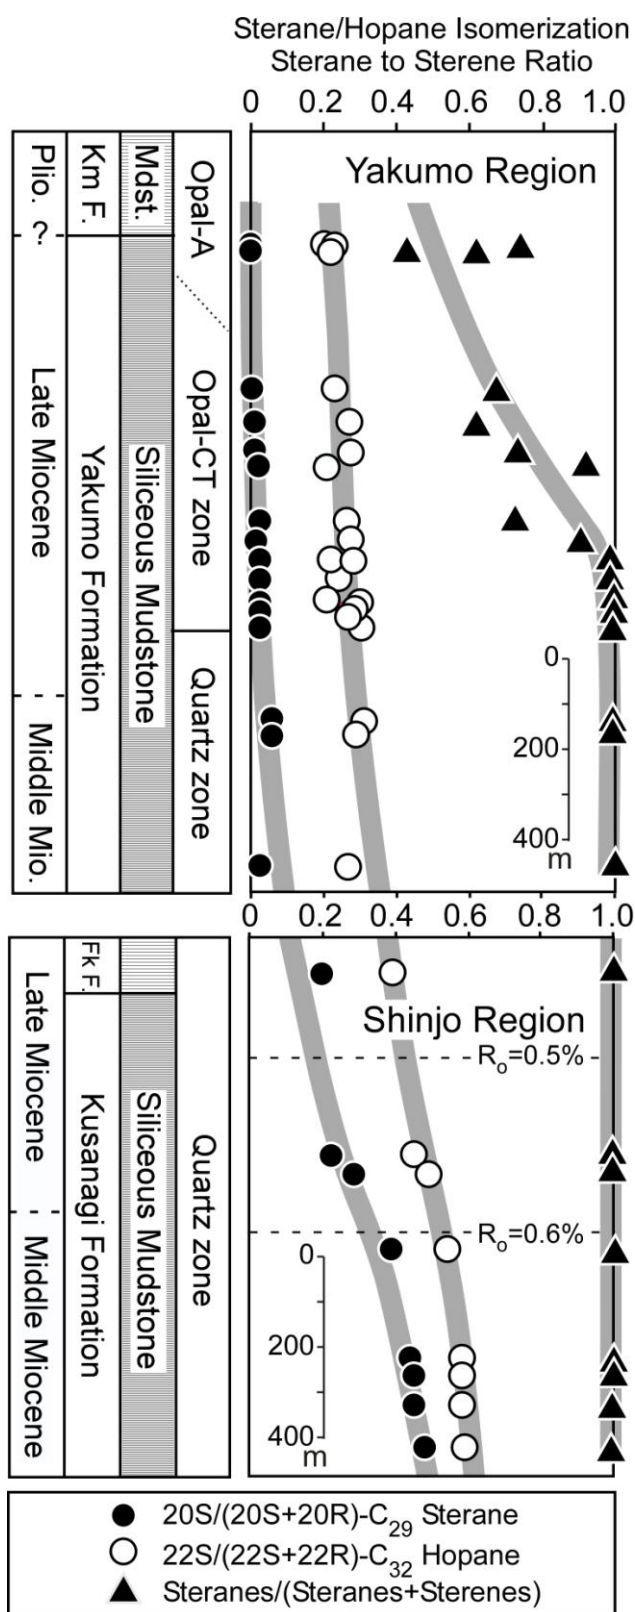 Sterane/Hopane Isomerization
Sterane to Sterene Ratio
0 0.2 0.4 0.6 0.8 1.0
Plio. ?
Km F.
Mdst.
Opal-A
Yakumo Region
Late Miocene
Yakumo Formation
Siliceous Mudstone
Opal-CT zone
Middle Mio.
Quartz zone
0
200
400
m
0 0.2 0.4 0.6 0.8 1.0
Late Miocene
Fk F.
Shinjo Region
Ro=0.5%
Kusanagi Formation
Siliceous Mudstone
Quartz zone
Ro=0.6%
Middle Miocene
0
200
400
m
20S/(20S+20R)-C29 Sterane
22S/(22S+22R)-C32 Hopane
Steranes/(Steranes+Sterenes)